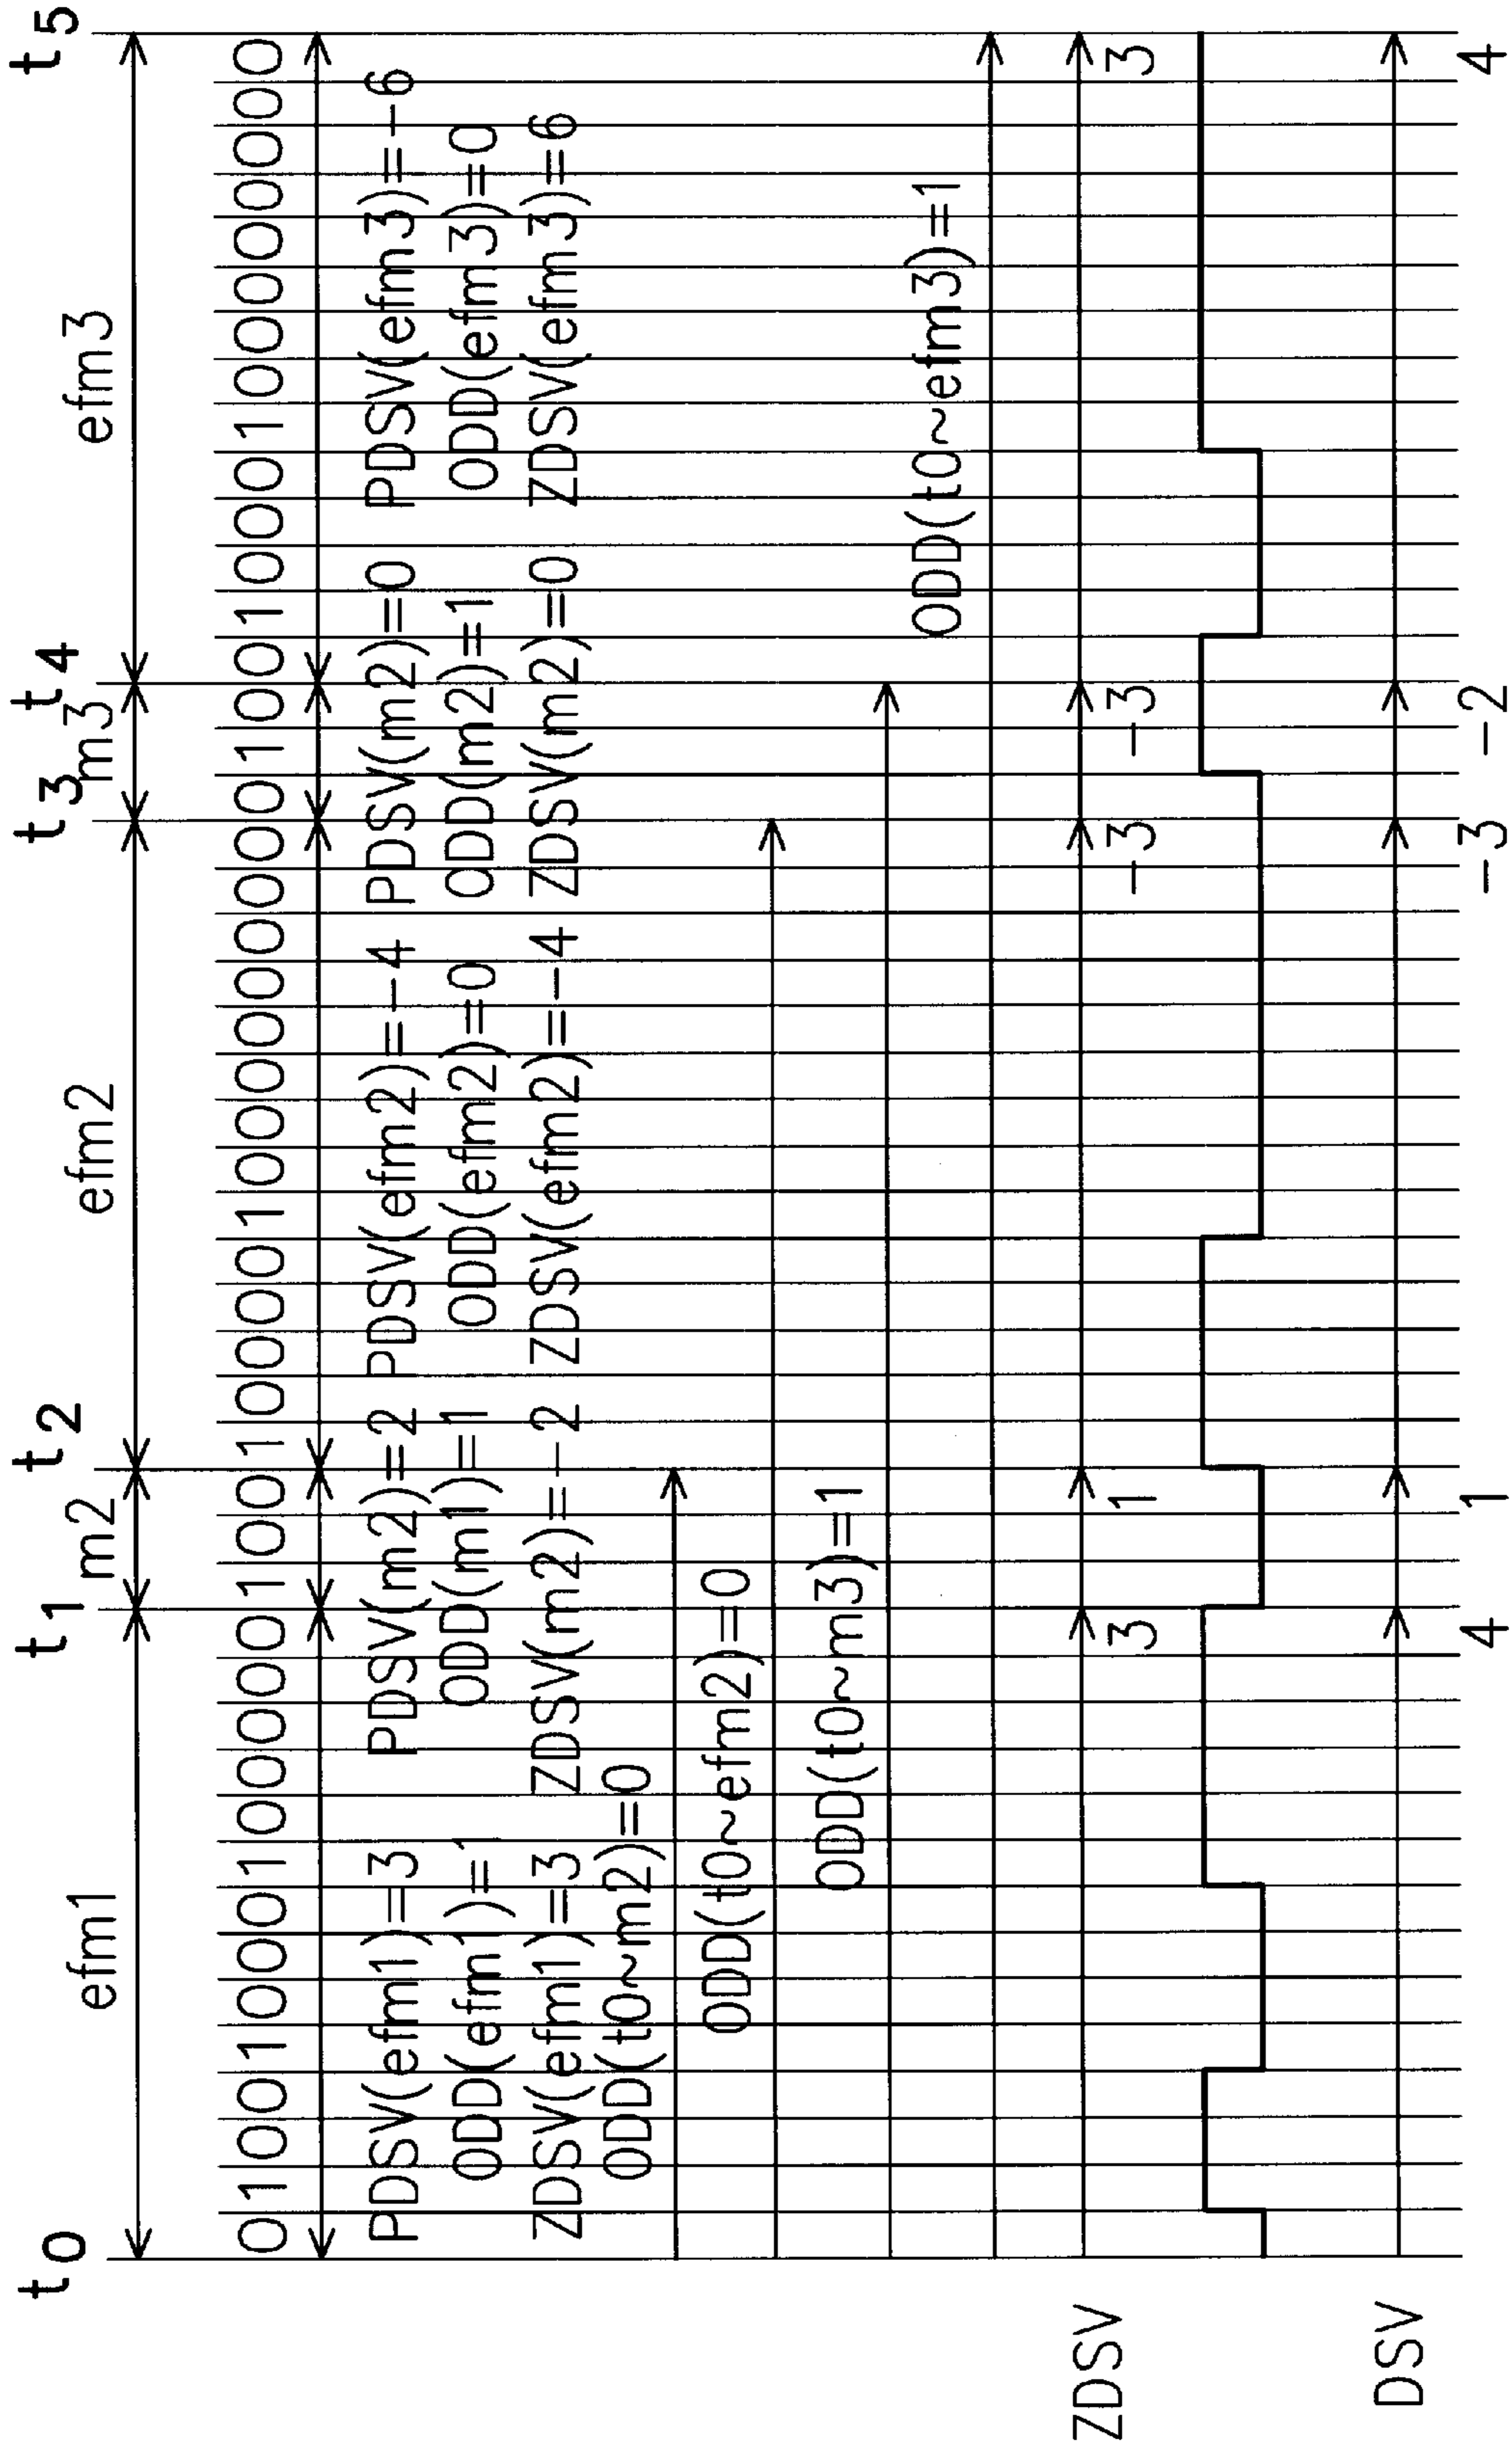 t0 t1 t2 t3 t4 t5
efm1 m2 efm2 m3 efm3
010010001000001001000010000000001001000100000000
PDSV(efm1)=3 PDSV(m2)=2 PDSV(efm2)=-4 PDSV(m2)=0 PDSV(efm3)=-6
ODD(efm1)=1 ODD(m1)=1 ODD(efm2)=0 ODD(m2)=1 ODD(efm3)=0
ZDSV(efm1)=3 ZDSV(m2)=-2 ZDSV(efm2)=-4 ZDSV(m2)=0 ZDSV(efm3)=6
ODD(t0~m2)=0
ODD(t0~efm2)=0
ODD(t0~m3)=1
ODD(t0~efm3)=1
ZDSV 3 1 -3 -3 3
DSV 4 1 -3 -2 4